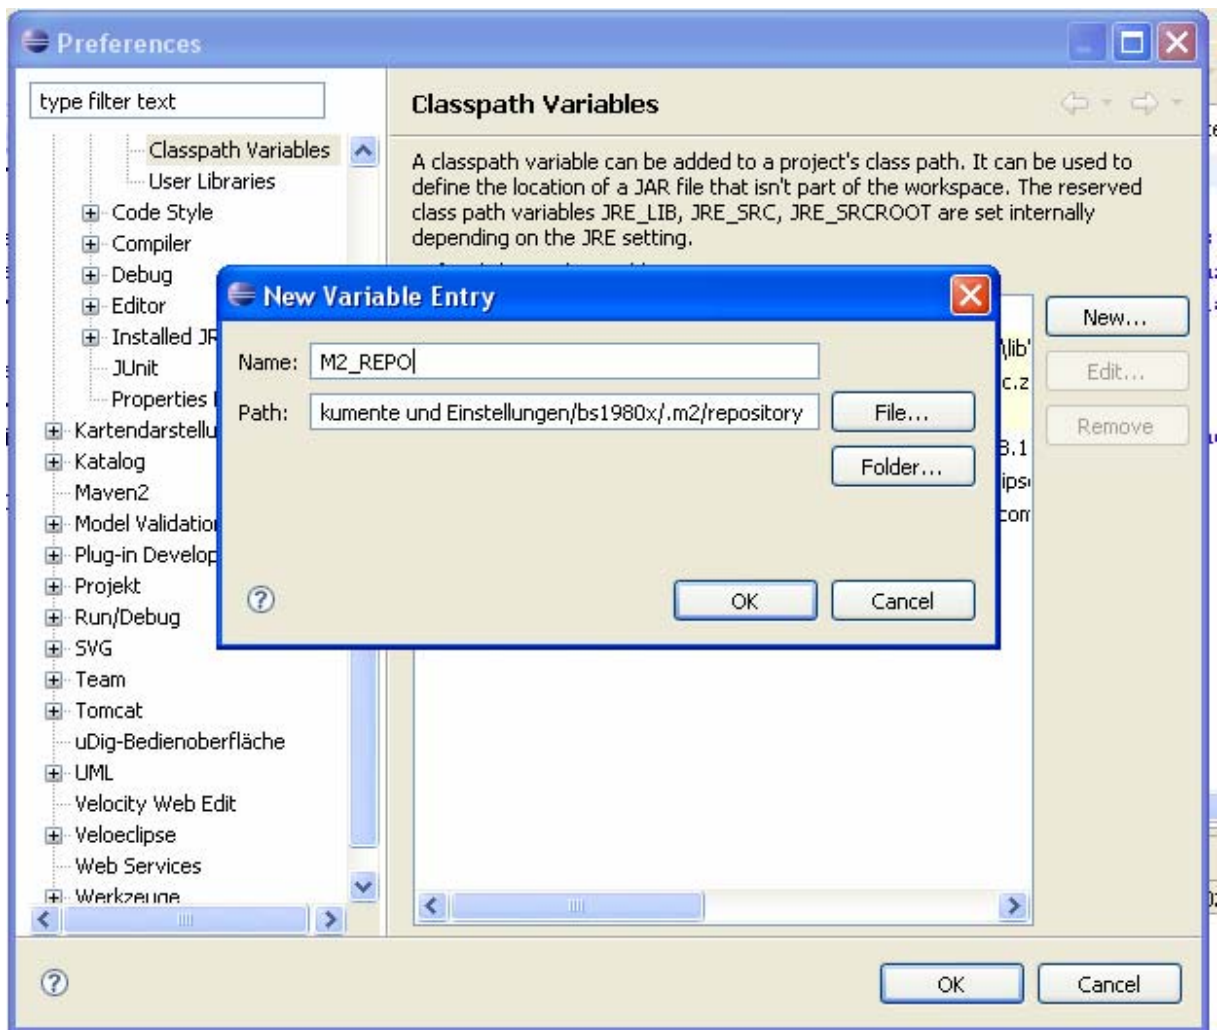 Preferences
type filter text
Classpath Variables
User Libraries
Code Style
Compiler
Debug
Editor
Installed JR
JUnit
Properties
Kartendarstellu
Katalog
Maven2
Model Validatio
Plug-in Develop
Projekt
Run/Debug
SVG
Team
Tomcat
uDig-Bedienoberfläche
UML
Velocity Web Edit
Veloeclipse
Web Services
Werkzeuge
Classpath Variables
A classpath variable can be added to a project's class path. It can be used to
define the location of a JAR file that isn't part of the workspace. The reserved
class path variables JRE_LIB, JRE_SRC, JRE_SRCROOT are set internally
depending on the JRE setting.
\lib'
c.z
3.1
ips
com
New...
Edit...
Remove
New Variable Entry
Name: M2_REPO
Path: kumente und Einstellungen/bs1980x/.m2/repository
File...
Folder...
OK
Cancel
OK
Cancel